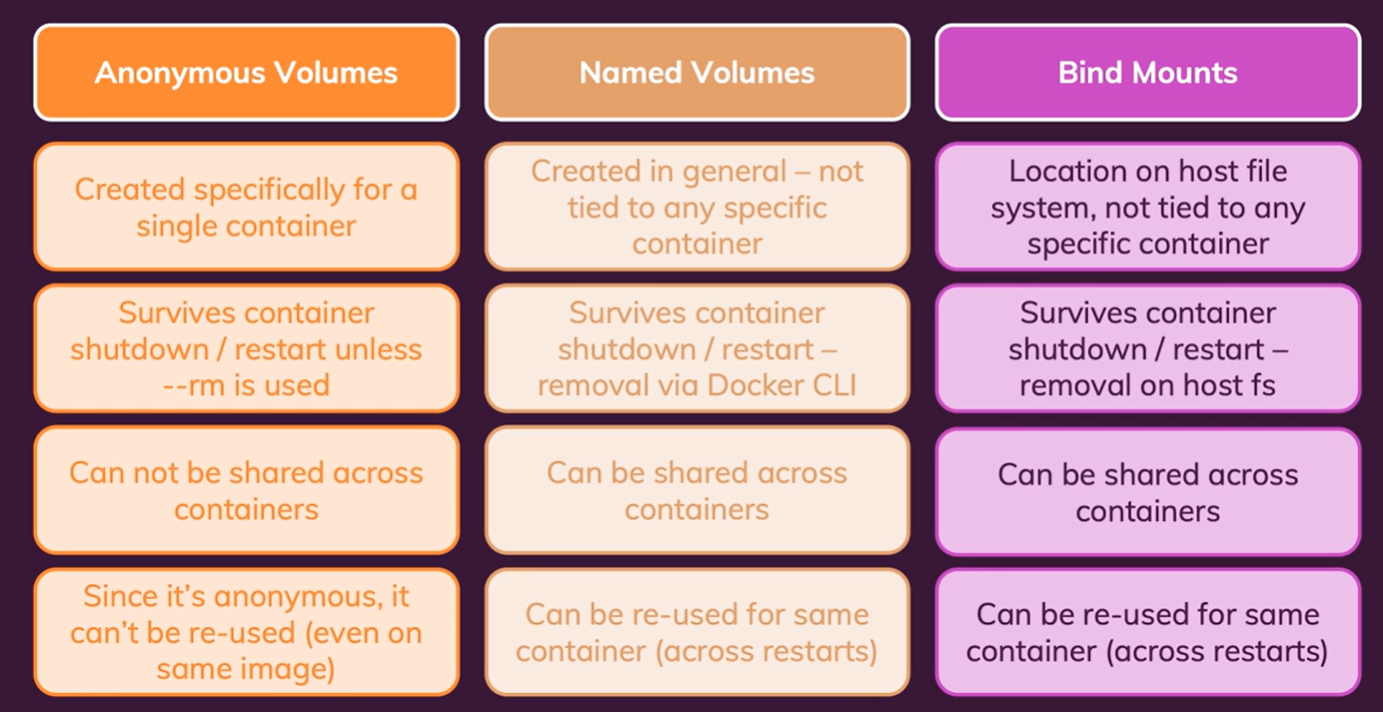 Anonymous Volumes
Named Volumes
Bind Mounts
Created specifically for a
single container
Created in general – not
tied to any specific
container
Location on host file
system, not tied to any
specific container
Survives container
shutdown / restart unless
--rm is used
Survives container
shutdown / restart –
removal via Docker CLI
Survives container
shutdown / restart –
removal on host fs
Can not be shared across
containers
Can be shared across
containers
Can be shared across
containers
Since it’s anonymous, it
can’t be re-used (even on
same image)
Can be re-used for same
container (across restarts)
Can be re-used for same
container (across restarts)